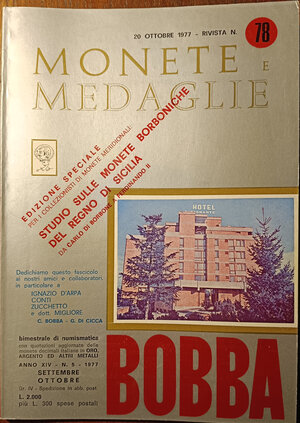 20 OTTOBRE 1977 - RIVISTA N. 78
MONETE E
MEDAGLIE
EDIZIONE SPECIALE
PER I COLLEZIONISTI DI MONETE MERIDIONALI:
STUDIO SULLE MONETE BORBONICHE
DEL REGNO DI SICILIA
DA CARLO DI BORBONE A FERDINANDO II
HOTEL
Dedichiamo questo fascicolo
ai nostri amici e collaboratori
in particolare a
IGNAZIO D'ARPA
CONTI
ZUCCHETTO
e dott. MIGLIORE
C. BOBBA - G. DI CICCA
bimestrale di numismatica
con quotazioni aggiornate delle
monete decimali italiane in ORO,
ARGENTO ED ALTRI METALLI
ANNO XIV - N. 5 - 1977
SETTEMBRE
OTTOBRE
Gr. IV - Spedizione in abb. post.
L. 2.000
più L. 300 spese postali
BOBBA